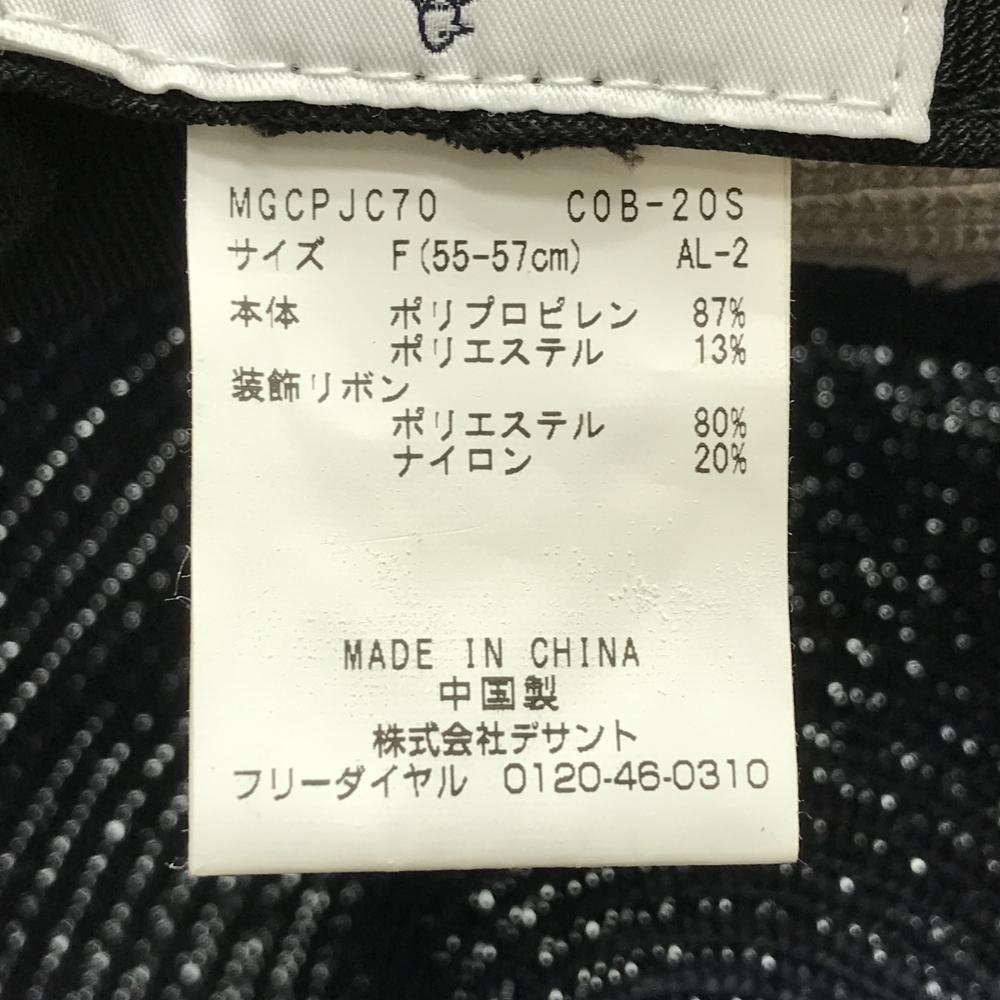 MGCPJC70 COB-20S
サイズ F(55-57cm) AL-2
本体 ポリプロピレン 87%
ポリエステル 13%
装飾リボン
ポリエステル 80%
ナイロン 20%
MADE IN CHINA
中国製
株式会社デサント
フリーダイヤル 0120-46-0310